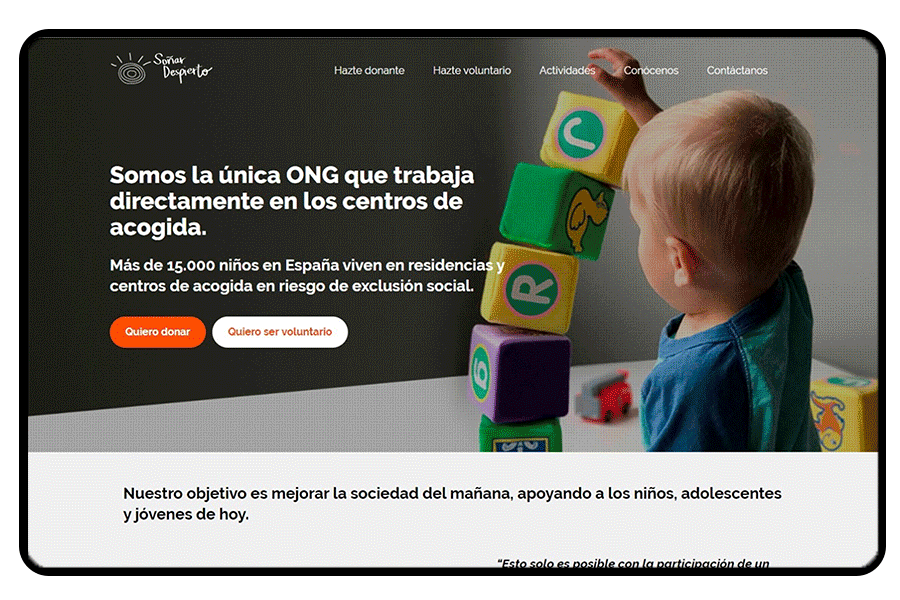 Soñar
Despierto
Hazte donante Hazte voluntario Actividades Conócenos Contáctanos
Somos la única ONG que trabaja
directamente en los centros de
acogida.
Más de 15.000 niños en España viven en residencias y
centros de acogida en riesgo de exclusión social.
Quiero donar Quiero ser voluntario
R
Nuestro objetivo es mejorar la sociedad del mañana, apoyando a los niños, adolescentes
y jóvenes de hoy.
"Esto solo es posible con la participación de un